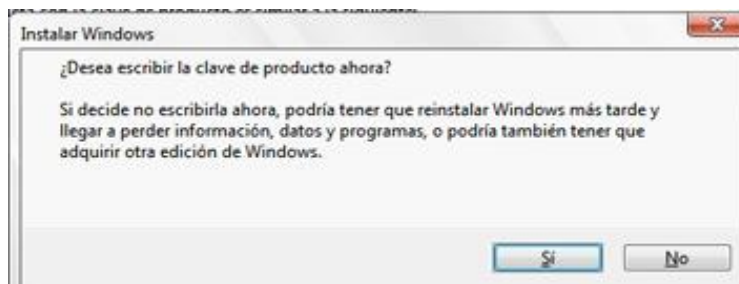 Instalar Windows
¿Desea escribir la clave de producto ahora?
Si decide no escribirla ahora, podría tener que reinstalar Windows más tarde y
llegar a perder información, datos y programas, o podría también tener que
adquirir otra edición de Windows.
Sí No